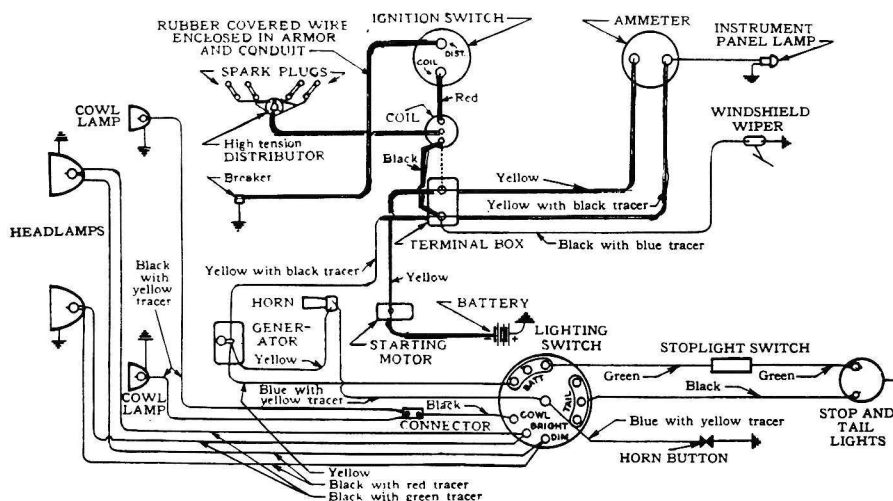 RUBBER COVERED WIRE
ENCLOSED IN ARMOR
AND CONDUIT
IGNITION SWITCH
AMMETER
INSTRUMENT
PANEL LAMP
DIST.
COIL
SPARK PLUGS
COWL
LAMP
Red
COIL
WINDSHIELD
WIPER
High tension
DISTRIBUTOR
Black
Breaker
Yellow
Yellow with black tracer
HEADLAMPS
TERMINAL BOX
Black with blue tracer
Black
with
yellow
tracer
Yellow with black tracer
Yellow
HORN
BATTERY
GENER-
ATOR
STARTING
MOTOR
- +
LIGHTING
SWITCH
STOPLIGHT SWITCH
Yellow
Green
Green
BATT
COWL
LAMP
Blue with
yellow tracer
Black
TAIL
Black
COWL
BRIGHT
DIM
CONNECTOR
Blue with yellow tracer
STOP AND
TAIL
LIGHTS
HORN BUTTON
Yellow
Black with red tracer
Black with green tracer